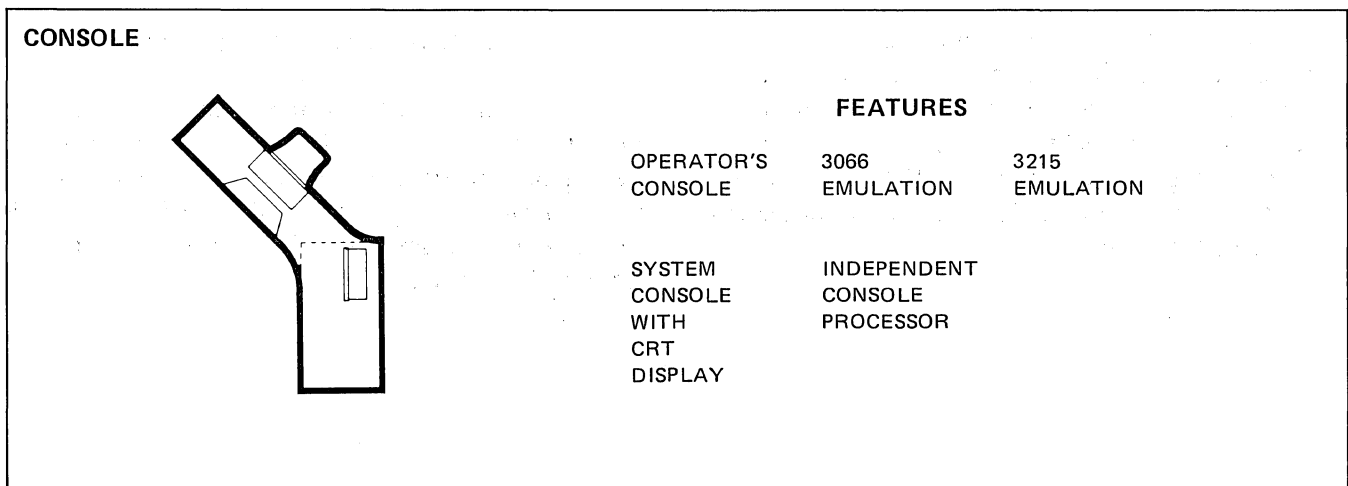 CONSOLE
FEATURES
OPERATOR'S
CONSOLE
3066
EMULATION
3215
EMULATION
SYSTEM
CONSOLE
WITH
CRT
DISPLAY
INDEPENDENT
CONSOLE
PROCESSOR